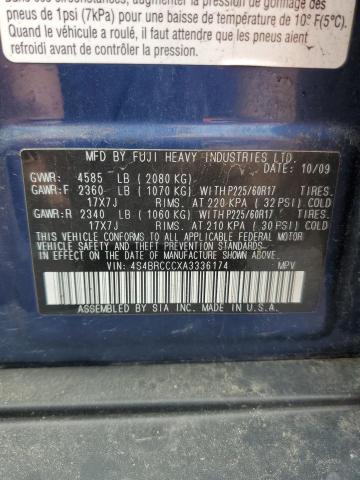 dans ces circonstances, augmenter la pression de gonflage des
pneus de 1psi (7kPa) pour une baisse de température de 10° F(5°C).
Quand le véhicule a roulé, il faut attendre que les pneus aient
refroidi avant de contrôler la pression.
MFD BY FUJI HEAVY INDUSTRIES LTD.
DATE: 10/09
GVWR: 4585 LB (2080 KG)
GAWR:F 2360 LB (1070 KG) WITH P225/60R17 TIRES.
17X7J RIMS. AT 220 KPA (32 PSI) COLD
GAWR:R 2340 LB (1060 KG) WITH P225/60R17 TIRES.
17X7J RIMS. AT 210 KPA (30 PSI) COLD
THIS VEHICLE CONFORMS TO ALL APPLICABLE U.S. FEDERAL
MOTOR VEHICLE SAFETY STANDARDS IN EFFECT ON THE
DATE OF MANUFACTURE SHOWN ABOVE.
VIN: 4S4BRCCCXA3336174 MPV
ASSEMBLED BY SIA INC. MADE IN U.S.A.